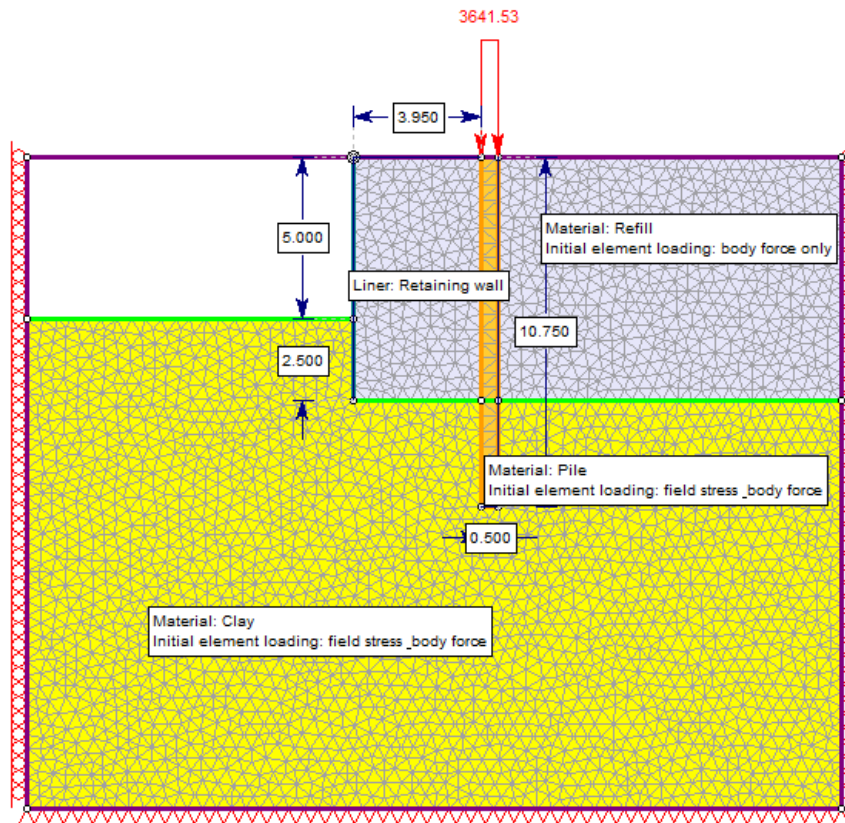 3641.53
3.950
5.000
Material: Refill
Initial element loading: body force only
Liner: Retaining wall
10.750
2.500
Material: Pile
Initial element loading: field stress _body force
0.500
Material: Clay
Initial element loading: field stress _body force